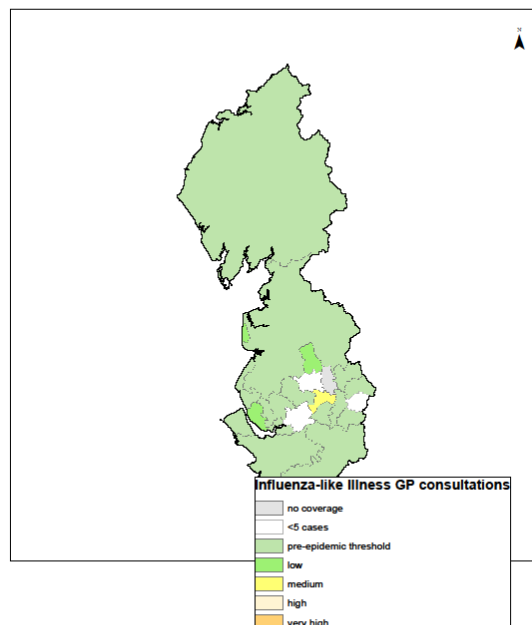 N
Influenza-like Illness GP consultations
no coverage
<5 cases
pre-epidemic threshold
low
medium
high
very high